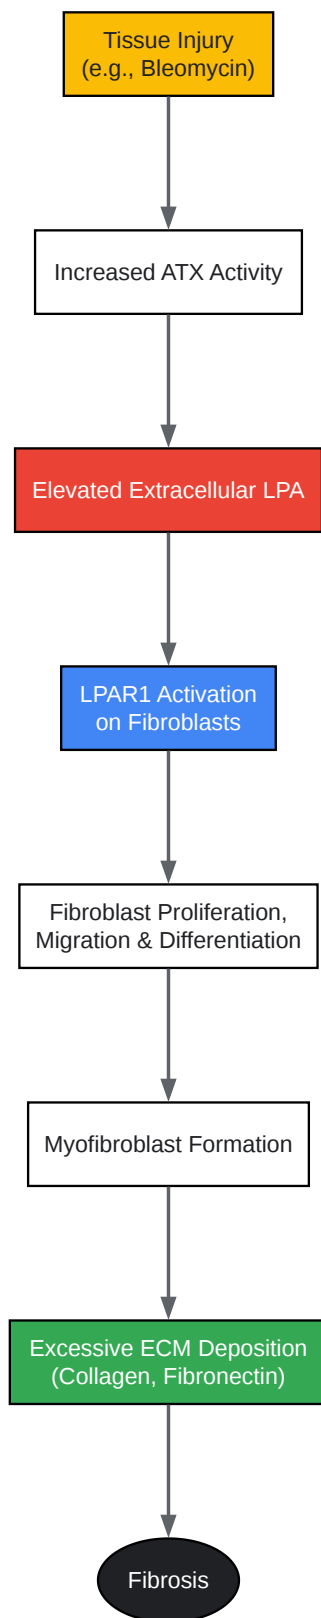 Tissue Injury
(e.g., Bleomycin)
Increased ATX Activity
Elevated Extracellular LPA
LPAR1 Activation
on Fibroblasts
Fibroblast Proliferation,
Migration & Differentiation
Myofibroblast Formation
Excessive ECM Deposition
(Collagen, Fibronectin)
Fibrosis